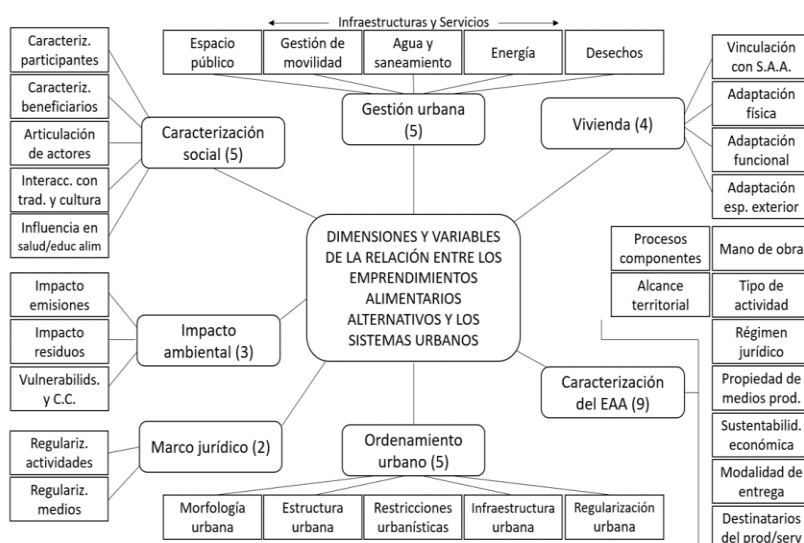 Infraestructuras y Servicios
Espacio
público
Gestión de
movilidad
Agua y
saneamiento
Energía
Desechos
Gestión urbana
(5)
Caracteriz.
participantes
Caracteriz.
beneficiarios
Articulación
de actores
Interacc. con
trad. y cultura
Influencia en
salud/educ alim
Caracterización
social (5)
Vivienda (4)
Vinculación
con S.A.A.
Adaptación
física
Adaptación
funcional
Adaptación
esp. exterior
DIMENSIONES Y VARIABLES
DE LA RELACIÓN ENTRE LOS
EMPRENDIMIENTOS
ALIMENTARIOS
ALTERNATIVOS Y LOS
SISTEMAS URBANOS
Impacto
emisiones
Impacto
residuos
Vulnerabilids.
y C.C.
Impacto
ambiental (3)
Procesos
componentes
Mano de obra
Alcance
territorial
Tipo de
actividad
Régimen
jurídico
Propiedad de
medios prod.
Sustentabilid.
económica
Modalidad de
entrega
Destinatarios
del prod/serv
Caracterización
del EAA (9)
Regulariz.
actividades
Regulariz.
medios
Marco jurídico (2)
Ordenamiento
urbano (5)
Morfología
urbana
Estructura
urbana
Restricciones
urbanísticas
Infraestructura
urbana
Regularización
urbana